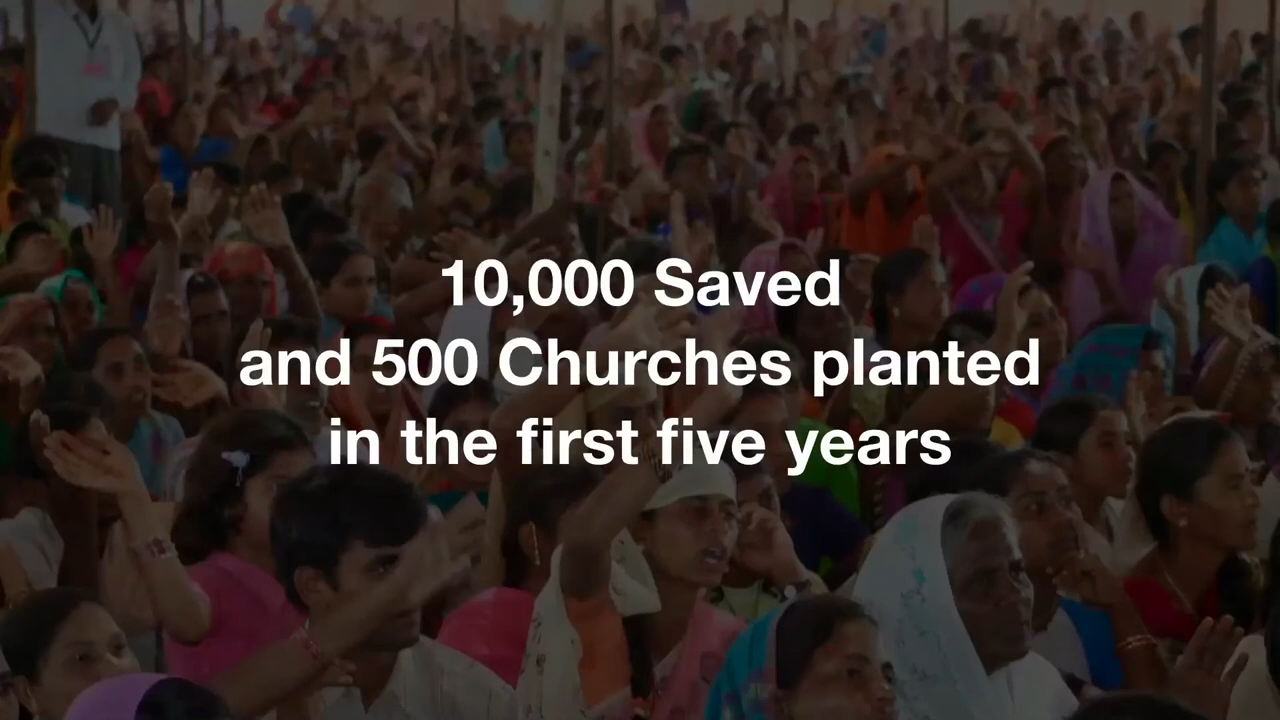 10,000 Saved
and 500 Churches planted
in the first five years